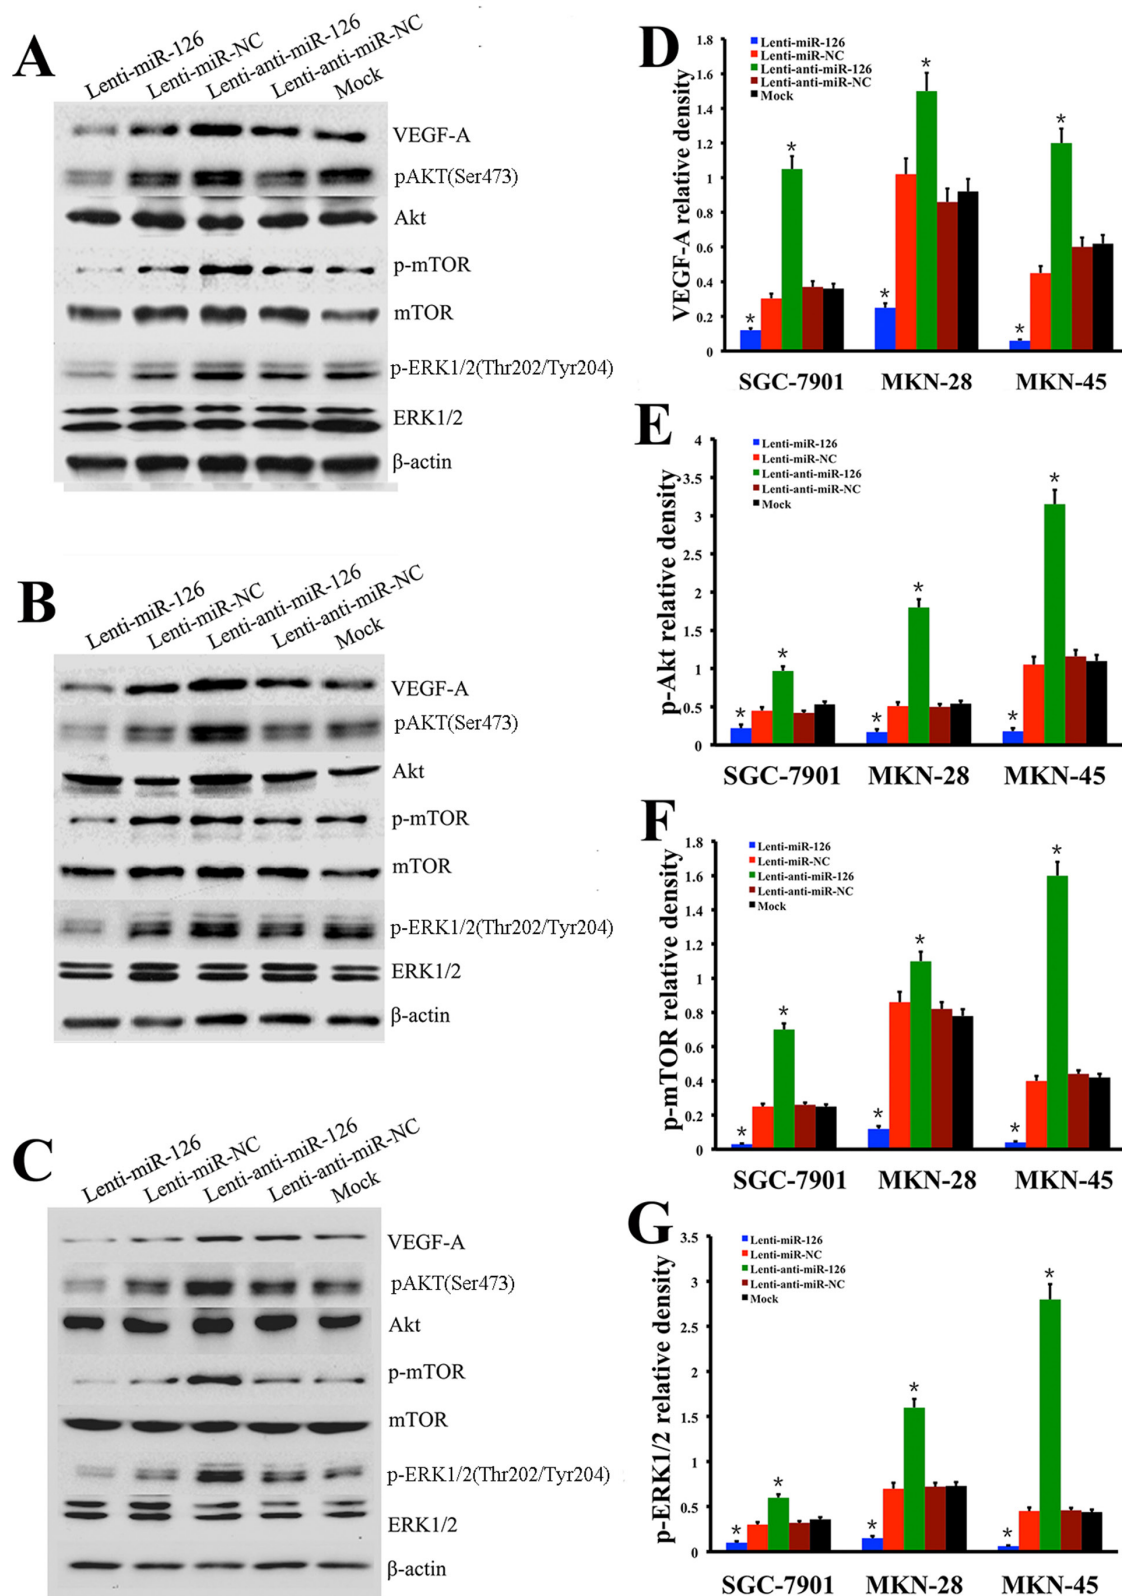 A
Lenti-miR-126
Lenti-miR-NC
Lenti-anti-miR-126
Lenti-anti-miR-NC
Mock
VEGF-A
pAKT(Ser473)
Akt
p-mTOR
mTOR
p-ERK1/2(Thr202/Tyr204)
ERK1/2
β-actin
B
Lenti-miR-126
Lenti-miR-NC
Lenti-anti-miR-126
Lenti-anti-miR-NC
Mock
VEGF-A
pAKT(Ser473)
Akt
p-mTOR
mTOR
p-ERK1/2(Thr202/Tyr204)
ERK1/2
β-actin
C
Lenti-miR-126
Lenti-miR-NC
Lenti-anti-miR-126
Lenti-anti-miR-NC
Mock
VEGF-A
pAKT(Ser473)
Akt
p-mTOR
mTOR
p-ERK1/2(Thr202/Tyr204)
ERK1/2
β-actin
D
VEGF-A relative density
1.8
1.6
1.4
1.2
1
0.8
0.6
0.4
0.2
0
Lenti-miR-126
Lenti-miR-NC
Lenti-anti-miR-126
Lenti-anti-miR-NC
Mock
* * * * * *
SGC-7901 MKN-28 MKN-45
E
p-Akt relative density
4
3.5
3
2.5
2
1.5
1
0.5
0
Lenti-miR-126
Lenti-miR-NC
Lenti-anti-miR-126
Lenti-anti-miR-NC
Mock
* * * * * *
SGC-7901 MKN-28 MKN-45
F
p-mTOR relative density
1.8
1.6
1.4
1.2
1
0.8
0.6
0.4
0.2
0
Lenti-miR-126
Lenti-miR-NC
Lenti-anti-miR-126
Lenti-anti-miR-NC
Mock
* * * * * *
SGC-7901 MKN-28 MKN-45
G
p-ERK1/2 relative density
3.5
3
2.5
2
1.5
1
0.5
0
Lenti-miR-126
Lenti-miR-NC
Lenti-anti-miR-126
Lenti-anti-miR-NC
Mock
* * * * * *
SGC-7901 MKN-28 MKN-45